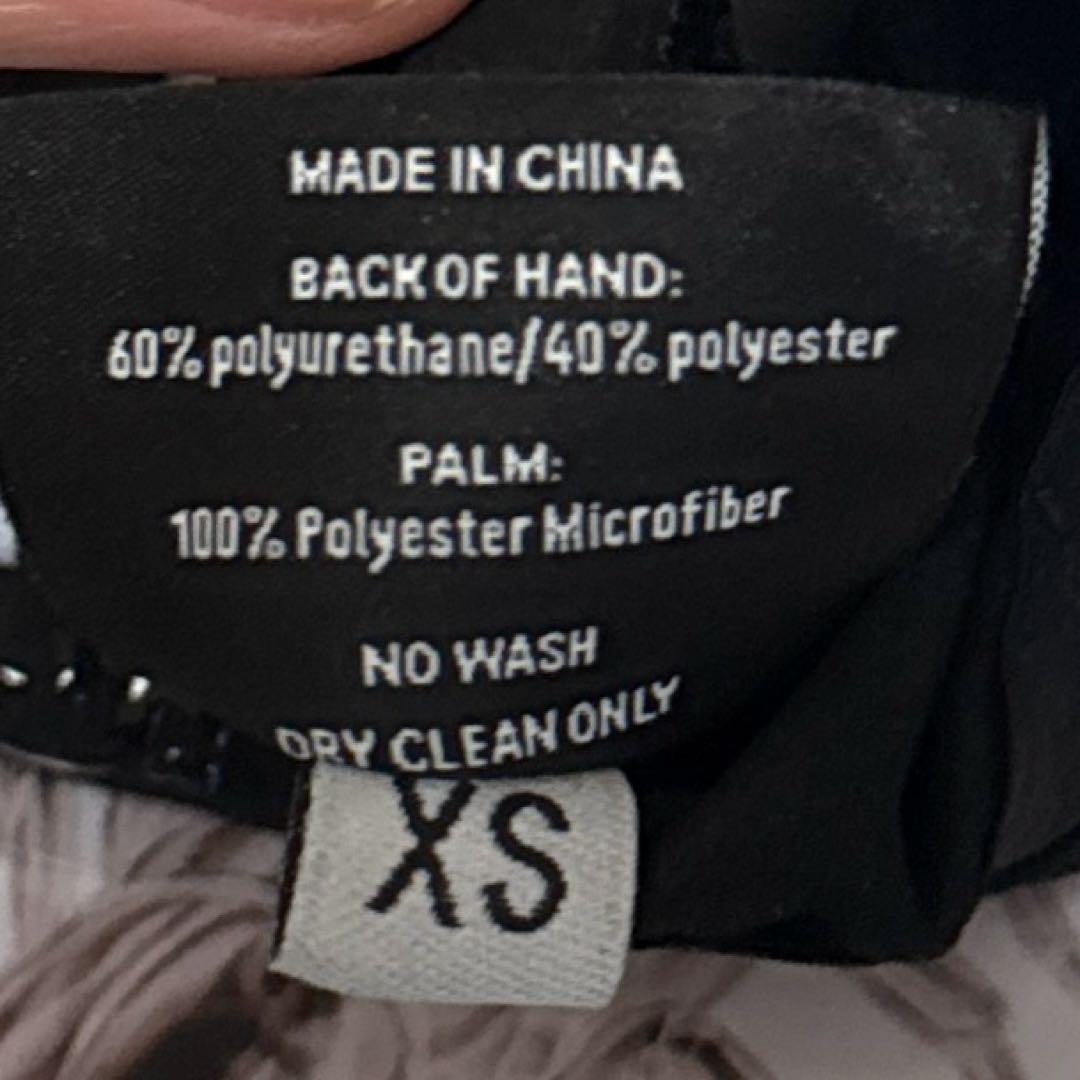 MADE IN CHINA
BACK OF HAND:
60% polyurethane/40% polyester
PALM:
100% Polyester Microfiber
NO WASH
DRY CLEAN ONLY
XS